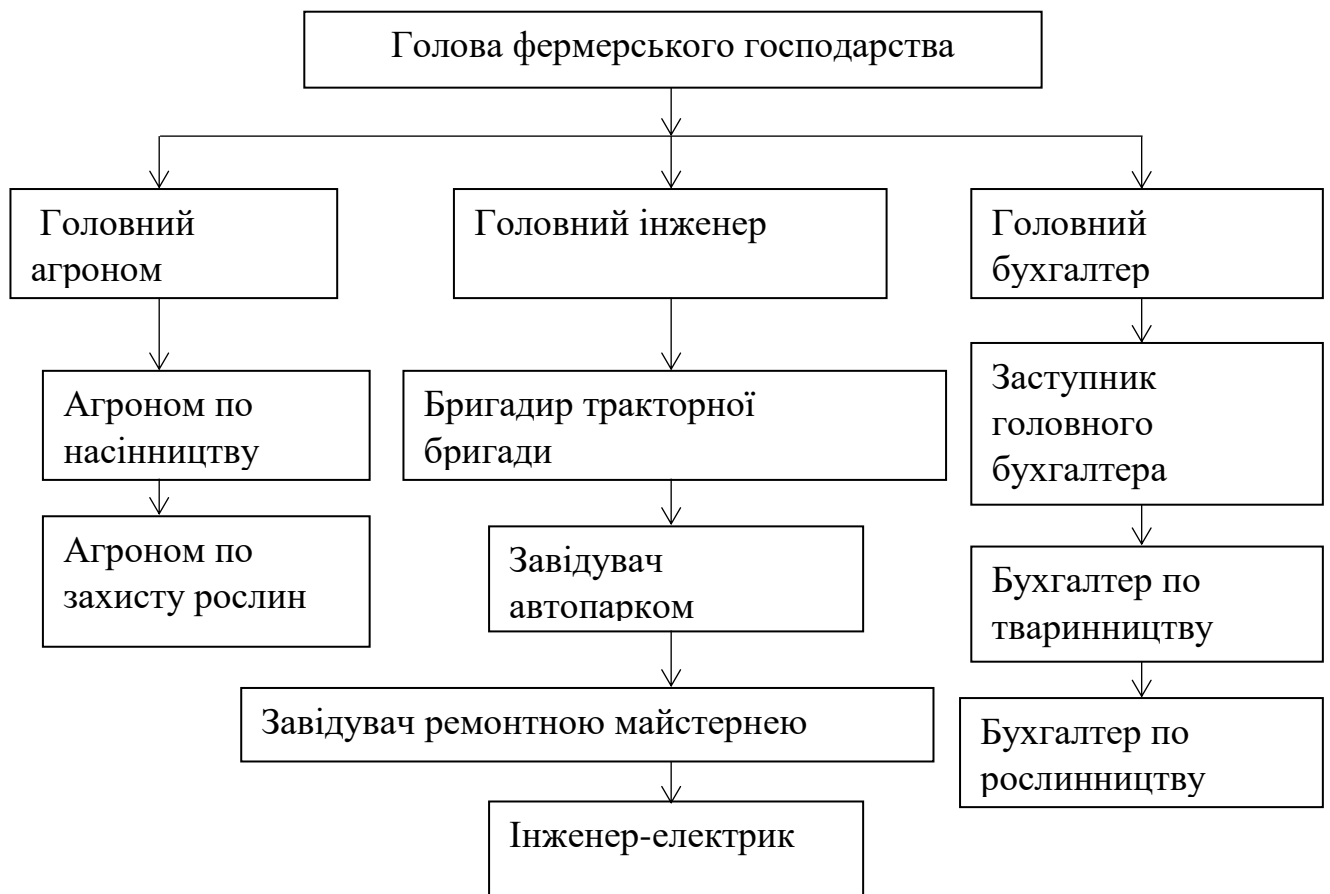 Голова фермерського господарства
Головний
агроном
Головний інженер
Головний
бухгалтер
Агроном по
насінництву
Бригадир тракторної
бригади
Заступник
головного
бухгалтера
Агроном по
захисту рослин
Завідувач
автопарком
Бухгалтер по
тваринництву
Завідувач ремонтною майстернею
Бухгалтер по
рослинництву
Інженер-електрик